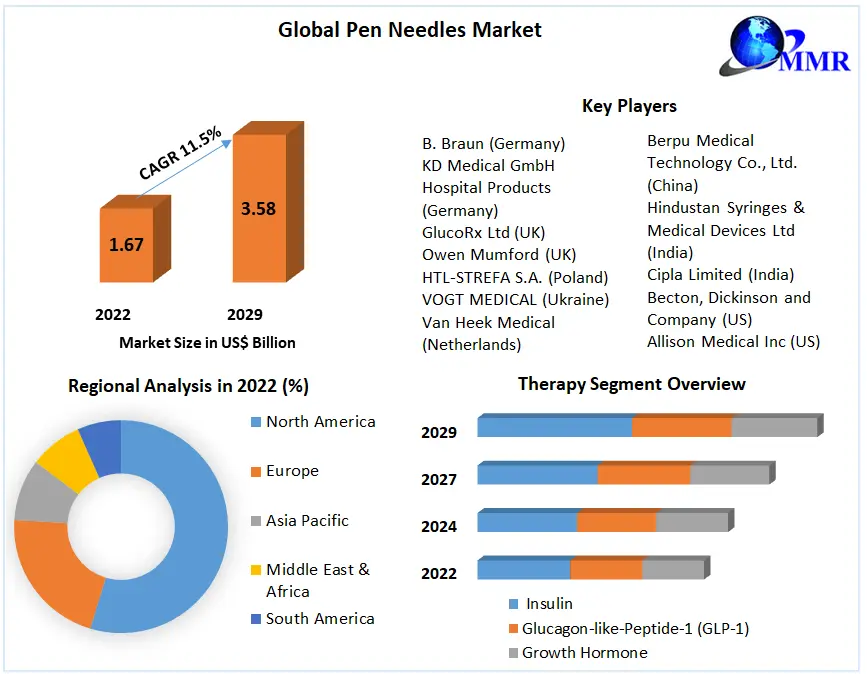 Global Pen Needles Market
MMR
CAGR 11.5%
1.67
3.58
2022
2029
Market Size in US$ Billion
Key Players
B. Braun (Germany)
KD Medical GmbH
Hospital Products
(Germany)
GlucoRx Ltd (UK)
Owen Mumford (UK)
HTL-STREFA S.A. (Poland)
VOGT MEDICAL (Ukraine)
Van Heek Medical
(Netherlands)
Berpu Medical
Technology Co., Ltd.
(China)
Hindustan Syringes &
Medical Devices Ltd
(India)
Cipla Limited (India)
Becton, Dickinson and
Company (US)
Allison Medical Inc (US)
Regional Analysis in 2022 (%)
North America
Europe
Asia Pacific
Middle East &
Africa
South America
Therapy Segment Overview
2029
2027
2024
2022
Insulin
Glucagon-like-Peptide-1 (GLP-1)
Growth Hormone